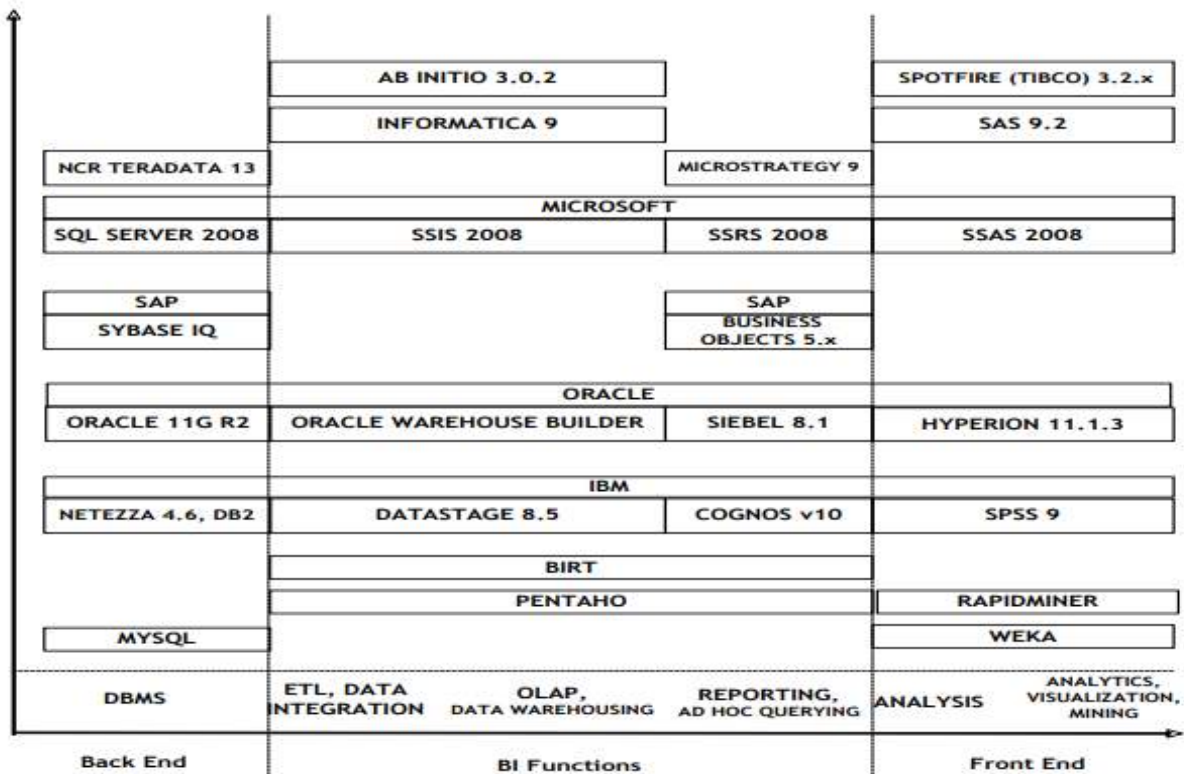 AB INITIO 3.0.2
SPOTFIRE (TIBCO) 3.2.x
INFORMATICA 9
SAS 9.2
NCR TERADATA 13
MICROSTRATEGY 9
MICROSOFT
SQL SERVER 2008
SSIS 2008
SSRS 2008
SSAS 2008
SAP
SYBASE IQ
SAP
BUSINESS
OBJECTS 5.x
ORACLE
ORACLE 11G R2
ORACLE WAREHOUSE BUILDER
SIEBEL 8.1
HYPERION 11.1.3
IBM
NETEZZA 4.6, DB2
DATASTAGE 8.5
COGNOS v10
SPSS 9
BIRT
PENTAHO
RAPIDMINER
MYSQL
WEKA
DBMS
ETL, DATA
INTEGRATION
OLAP,
DATA WAREHOUSING
REPORTING,
AD HOC QUERYING
ANALYSIS
ANALYTICS,
VISUALIZATION,
MINING
Back End
BI Functions
Front End